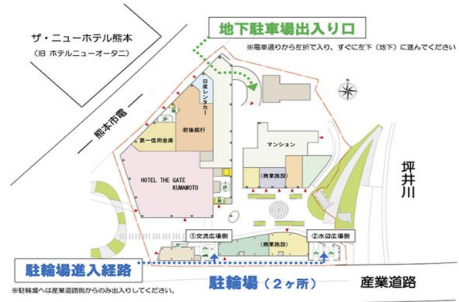 ザ・ニューホテル熊本
（旧 ホテルニューオータニ）
地下駐車場出入り口
※電車通りから左折で入り、すぐに左下（地下）に進んでください
熊本市電
日産レンタカー
肥後銀行
第一信用金庫
マンション
（商業施設）
HOTEL THE GATE
KUMAMOTO
坪井川
①交流広場側
②水辺広場側
（商業施設）
駐輪場進入経路
駐輪場（2ヶ所）
産業道路
※駐輪場へは産業道路側からのみ出入りしてください。